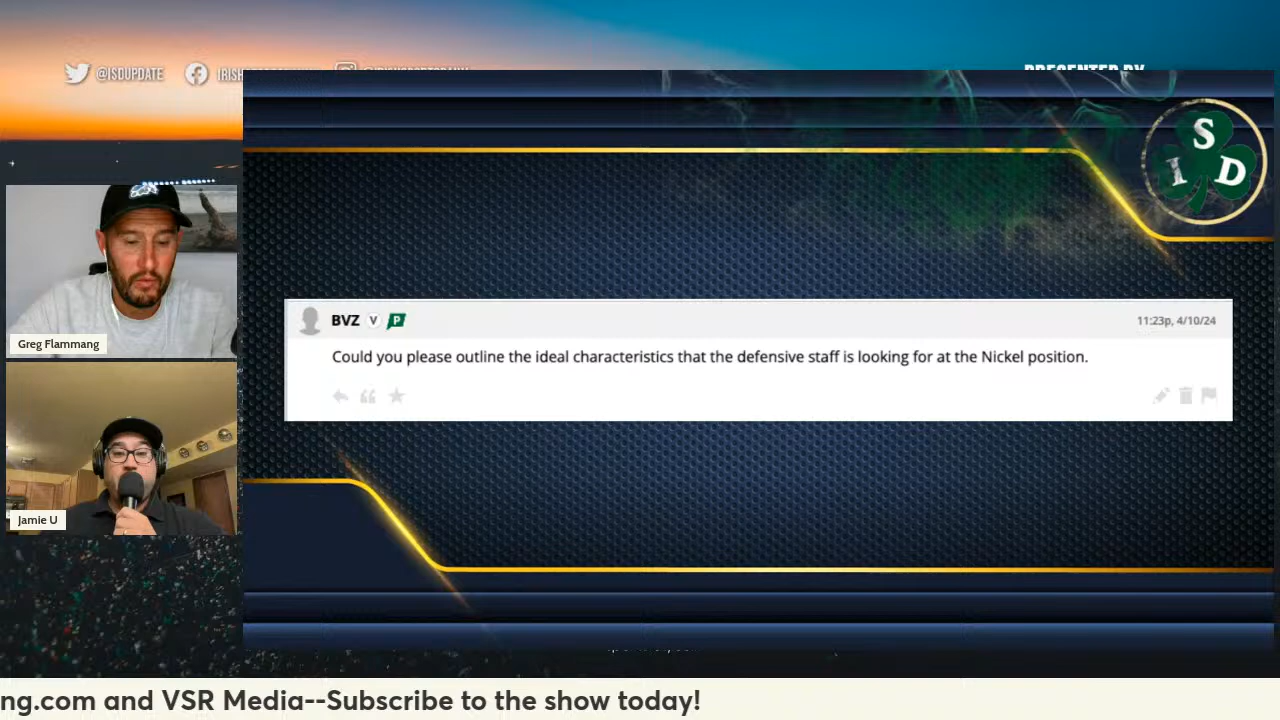 @ISDUPDATE
PRESENTED BY
I S D
Greg Flammang
Jamie U
BVZ V P
11:23p, 4/10/24
Could you please outline the ideal characteristics that the defensive staff is looking for at the Nickel position.
ng.com and VSR Media--Subscribe to the show today!